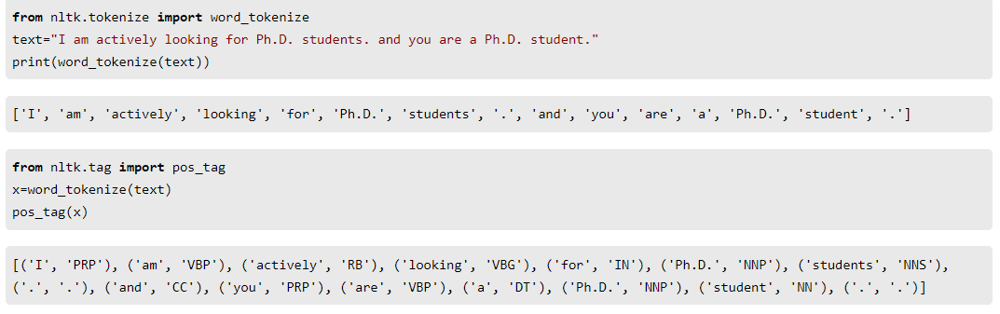 from nltk.tokenize import word_tokenize
text="I am actively looking for Ph.D. students. and you are a Ph.D. student."
print(word_tokenize(text))
['I', 'am', 'actively', 'looking', 'for', 'Ph.D.', 'students', '.', 'and', 'you', 'are', 'a', 'Ph.D.', 'student', '.']
from nltk.tag import pos_tag
x=word_tokenize(text)
pos_tag(x)
[('I', 'PRP'), ('am', 'VBP'), ('actively', 'RB'), ('looking', 'VBG'), ('for', 'IN'), ('Ph.D.', 'NNP'), ('students', 'NNS'),
('.', '.'), ('and', 'CC'), ('you', 'PRP'), ('are', 'VBP'), ('a', 'DT'), ('Ph.D.', 'NNP'), ('student', 'NN'), ('.', '.')]